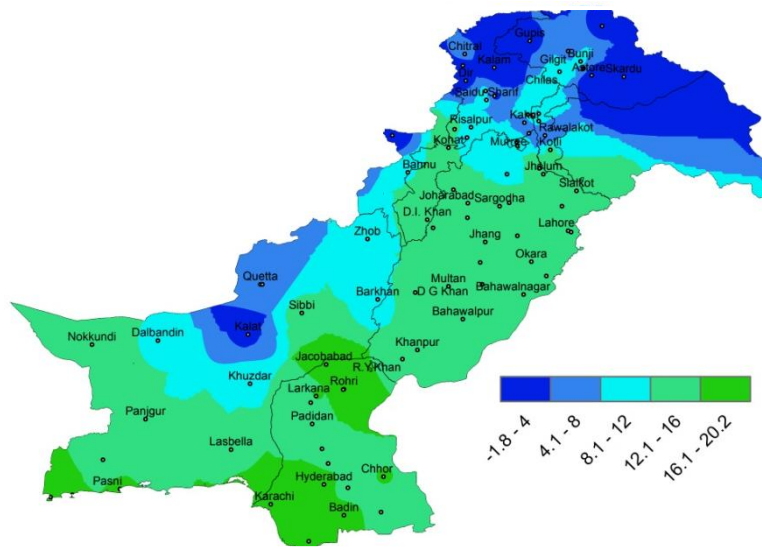 Gupis
Chitral
Bunji
Gilgit
Kalam
Astore
Skardu
Dir
Chilas
Saidu Sharif
Kakul
Risalpur
Rawalakot
Kohat
Murree
Kotli
Bannu
Jhelum
Sialkot
Joharabad
Sargodha
D.I. Khan
Lahore
Zhob
Jhang
Okara
Quetta
Multan
Barkhan
D G Khan
Bahawalnagar
Sibbi
Bahawalpur
Kalat
Nokkundi
Dalbandin
Khanpur
Jacobabad
R.Y.Khan
Khuzdar
Rohri
Larkana
Panjgur
Padidan
Lasbella
Chhor
Pasni
Hyderabad
Karachi
Badin
-1.8 - 4
4.1 - 8
8.1 - 12
12.1 - 16
16.1 - 20.2